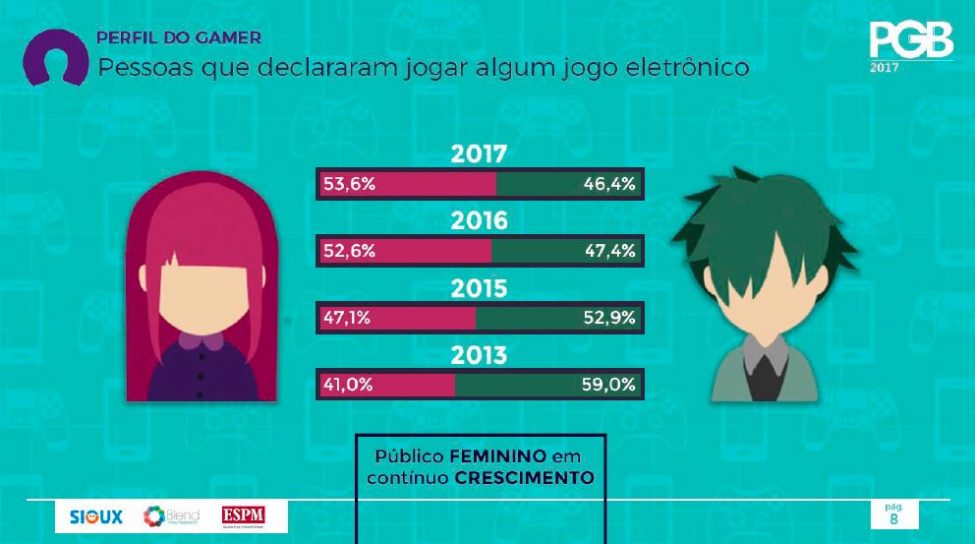 PERFIL DO GAMER
Pessoas que declararam jogar algum jogo eletrônico
PGB
2017
2017
53,6% 46,4%
2016
52,6% 47,4%
2015
47,1% 52,9%
2013
41,0% 59,0%
Público FEMININO em
contínuo CRESCIMENTO
SIOUX
Blend
ESPM
pág.
8